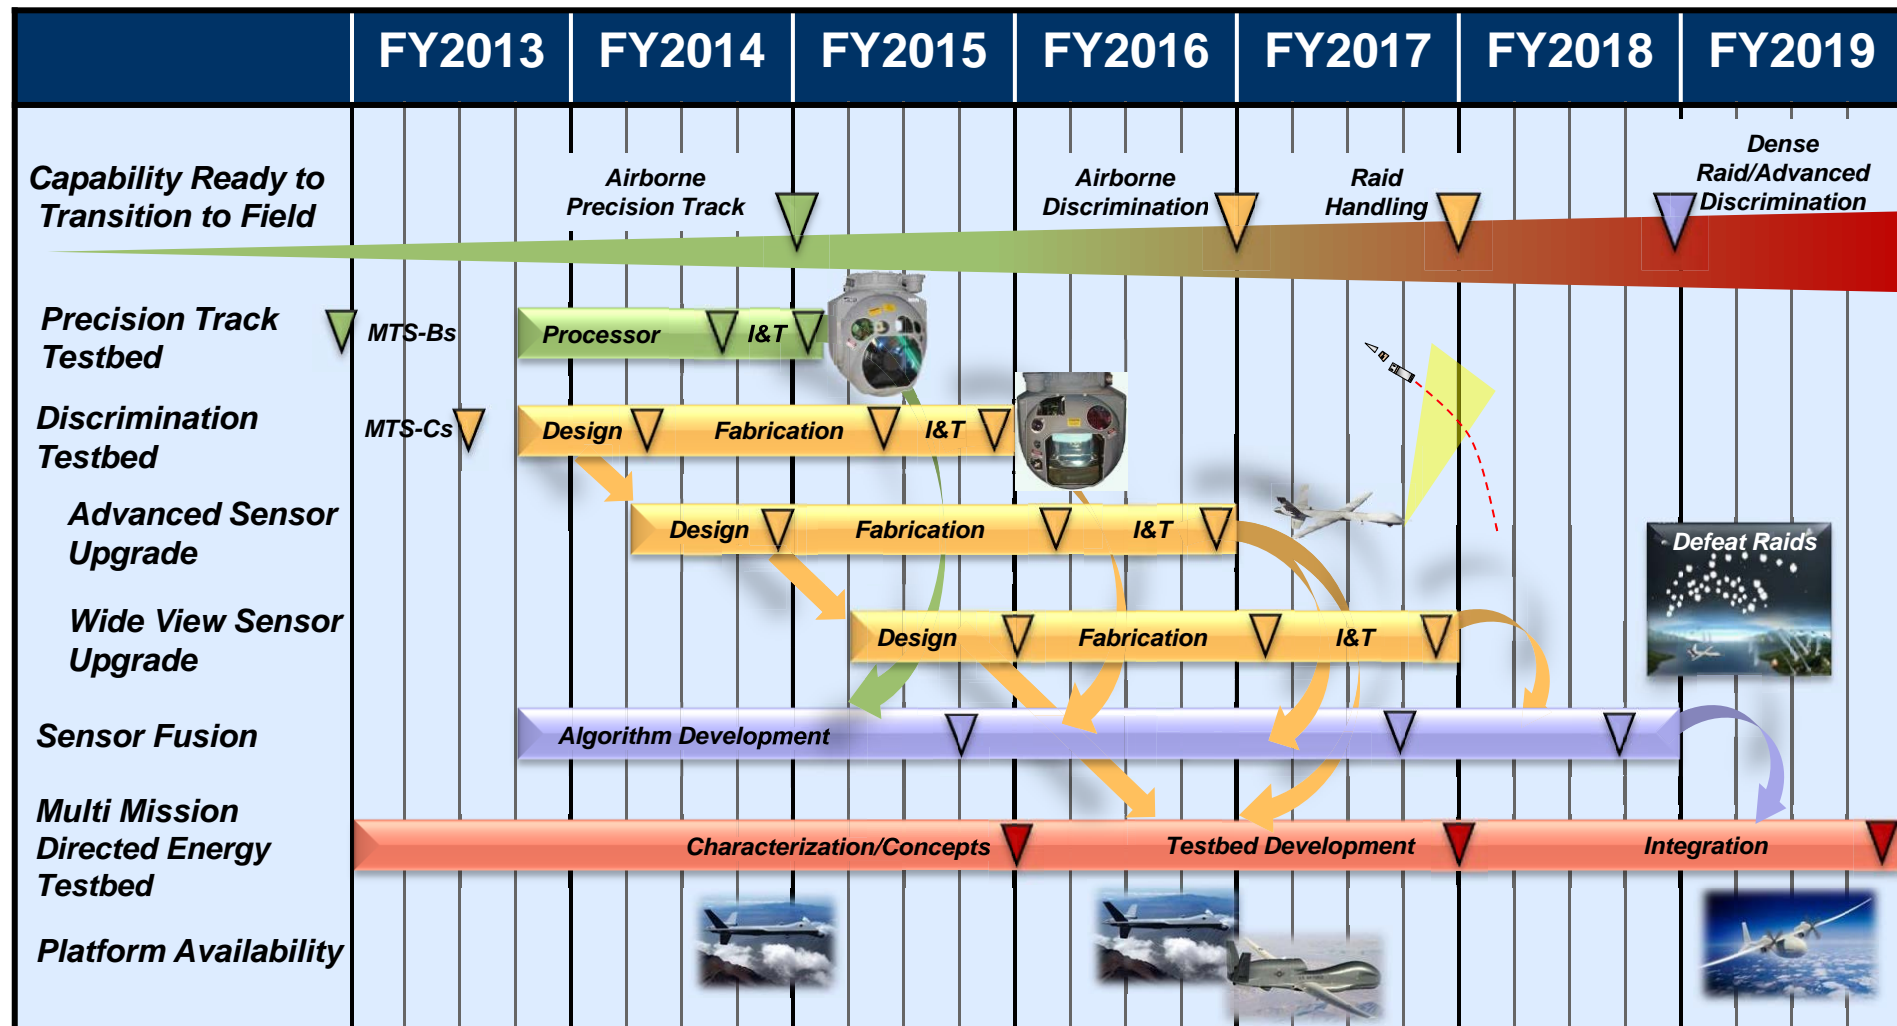 FY2013 FY2014 FY2015 FY2016 FY2017 FY2018 FY2019
Capability Ready to
Transition to Field
Airborne
Precision Track
Airborne
Discrimination
Raid
Handling
Dense
Raid/Advanced
Discrimination
Precision Track
Testbed
MTS-Bs
Processor
I&T
Discrimination
Testbed
MTS-Cs
Design
Fabrication
I&T
Advanced Sensor
Upgrade
Design
Fabrication
I&T
Defeat Raids
Wide View Sensor
Upgrade
Design
Fabrication
I&T
Sensor Fusion
Algorithm Development
Multi Mission
Directed Energy
Testbed
Characterization/Concepts
Testbed Development
Integration
Platform Availability